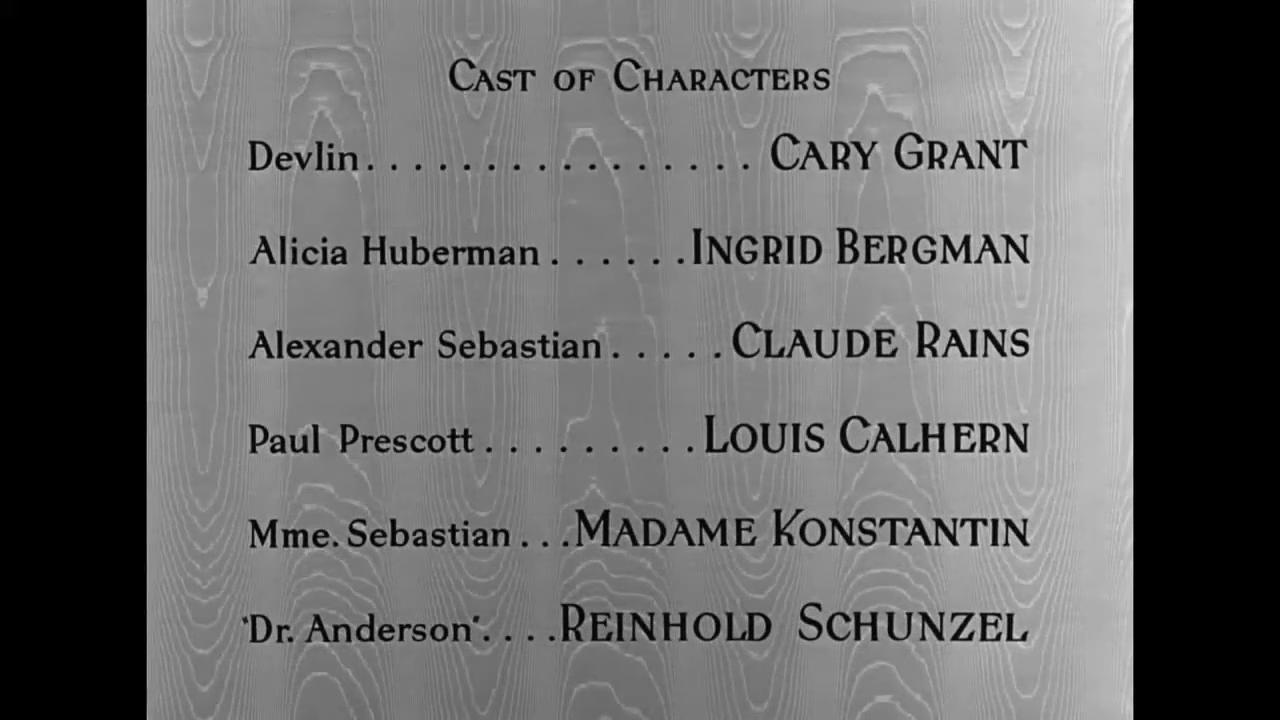 Cast of Characters
Devlin................ Cary Grant
Alicia Huberman......Ingrid Bergman
Alexander Sebastian.....Claude Rains
Paul Prescott.........Louis Calhern
Mme. Sebastian...Madame Konstantin
'Dr. Anderson'....Reinhold Schunzel